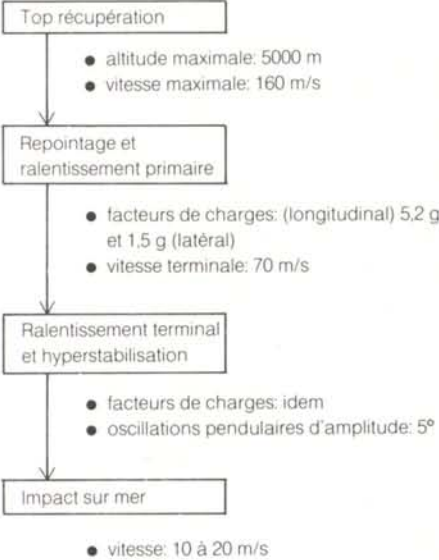 Top récupération
● altitude maximale: 5000 m
● vitesse maximale: 160 m/s
Repointage et
ralentissement primaire
● facteurs de charges: (longitudinal) 5,2 g
et 1,5 g (latéral)
● vitesse terminale: 70 m/s
Ralentissement terminal
et hyperstabilisation
● facteurs de charges: idem
● oscillations pendulaires d'amplitude: 5°
Impact sur mer
● vitesse: 10 à 20 m/s